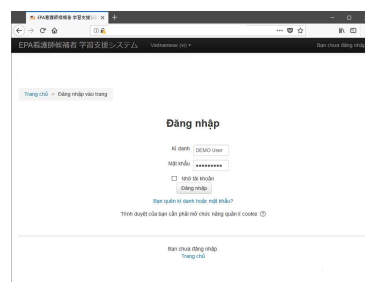 EPA看護師候補者 学習支援シ
EPA看護師候補者 学習支援システム Vietnamese (vi) Bạn chưa đăng nhập
Trang chủ Đăng nhập vào trang
Đăng nhập
Kí danh DEMO User
Mật khẩu
Nhớ tài khoản
Đăng nhập
Bạn quên kí danh hoặc mật khẩu?
Trình duyệt của bạn cần phải mở chức năng quản lí cookie
Bạn chưa đăng nhập.
Trang chủ